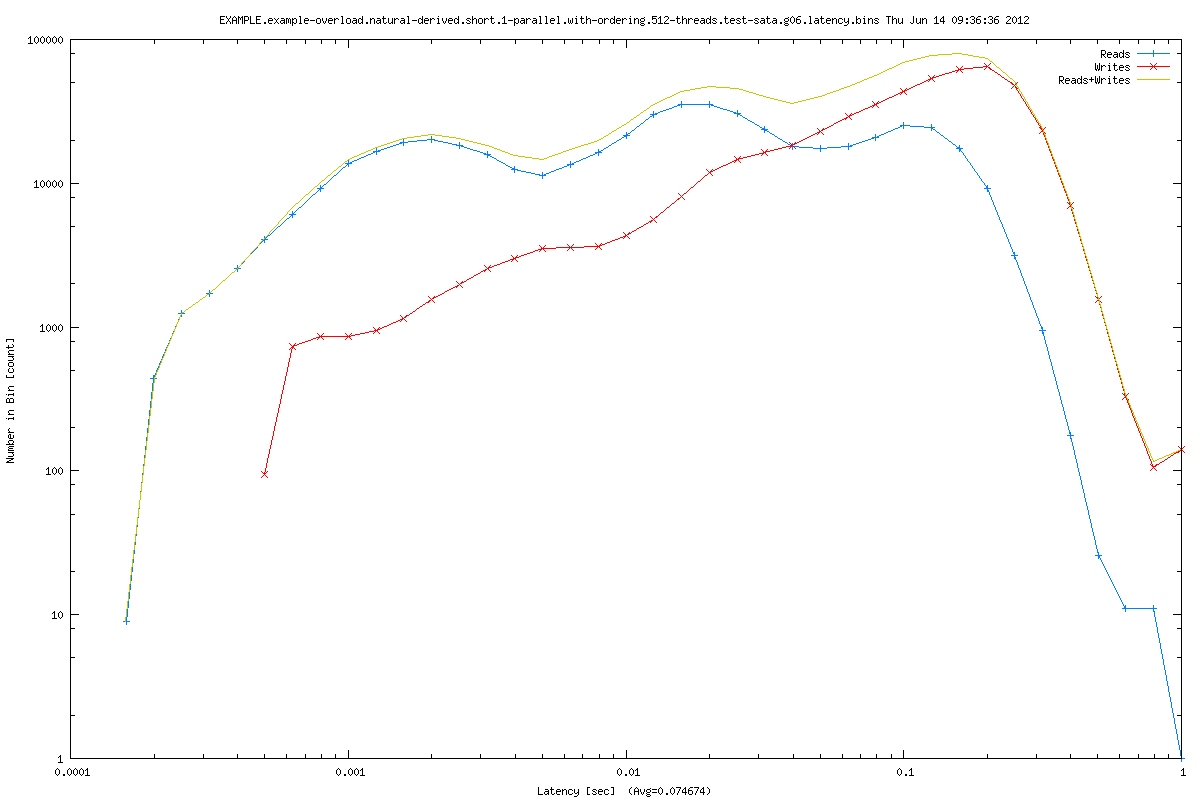 EXAMPLE.example-overload.natural-derived.short.1-parallel.with-ordering.512-threads.test-sata.g06.latency.bins Thu Jun 14 09:36:36 2012
Reads
Writes
Reads+Writes
Number in Bin [count]
100000
10000
1000
100
10
1
0.0001
0.001
0.01
0.1
1
Latency [sec] (Avg=0.074674)